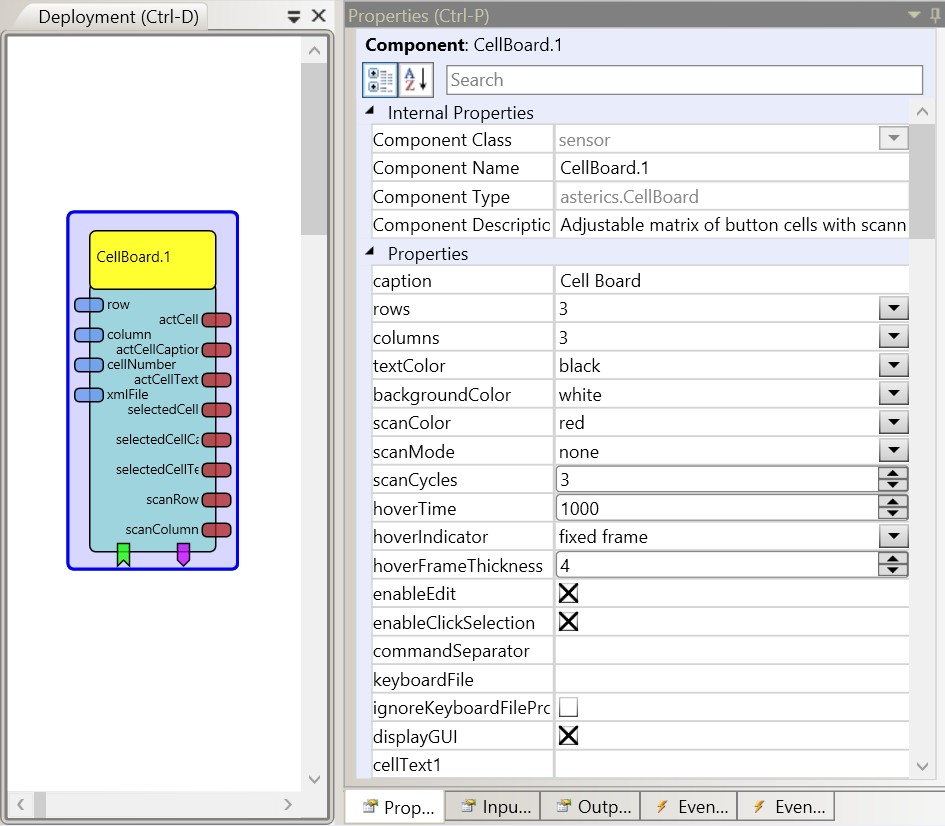 Deployment (Ctrl-D)
CellBoard.1
row
actCell
column
actCellCaption
cellNumber
actCellText
xmlFile
selectedCell
selectedCellCa
selectedCellTe
scanRow
scanColumn
Properties (Ctrl-P)
Component: CellBoard.1
A Z Search
Internal Properties
Component Class sensor
Component Name CellBoard.1
Component Type asterics.CellBoard
Component Descriptio Adjustable matrix of button cells with scann
Properties
caption Cell Board
rows 3
columns 3
textColor black
backgroundColor white
scanColor red
scanMode none
scanCycles 3
hoverTime 1000
hoverIndicator fixed frame
hoverFrameThickness 4
enableEdit
enableClickSelection
commandSeparator
keyboardFile
ignoreKeyboardFilePrc
displayGUI
cellText1
Prop... Inpu... Outp... Even... Even...